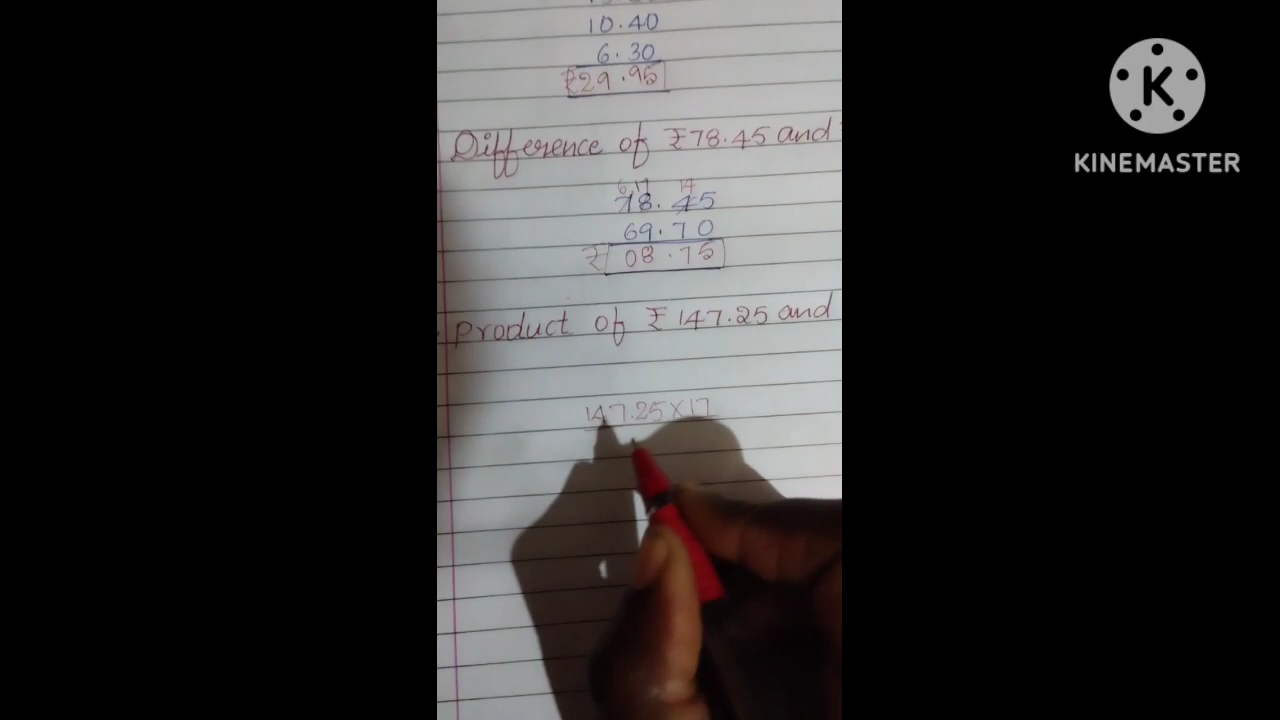 10.40
6.30
₹29.95
Difference of ₹78.45 and
6 17 14
78.45
69.70
₹ 08.75
Product of ₹147.25 and
147.25×17
K
KINEMASTER